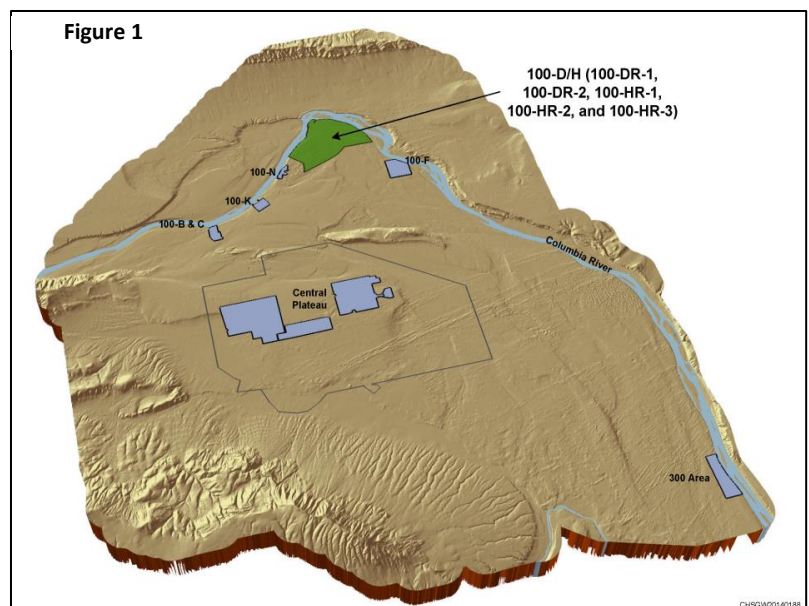 Figure 1
100-D/H (100-DR-1,
100-DR-2, 100-HR-1,
100-HR-2, and 100-HR-3)
100-N
100-F
100-K
100-B & C
Columbia River
Central
Plateau
300 Area
CHSGW20140188